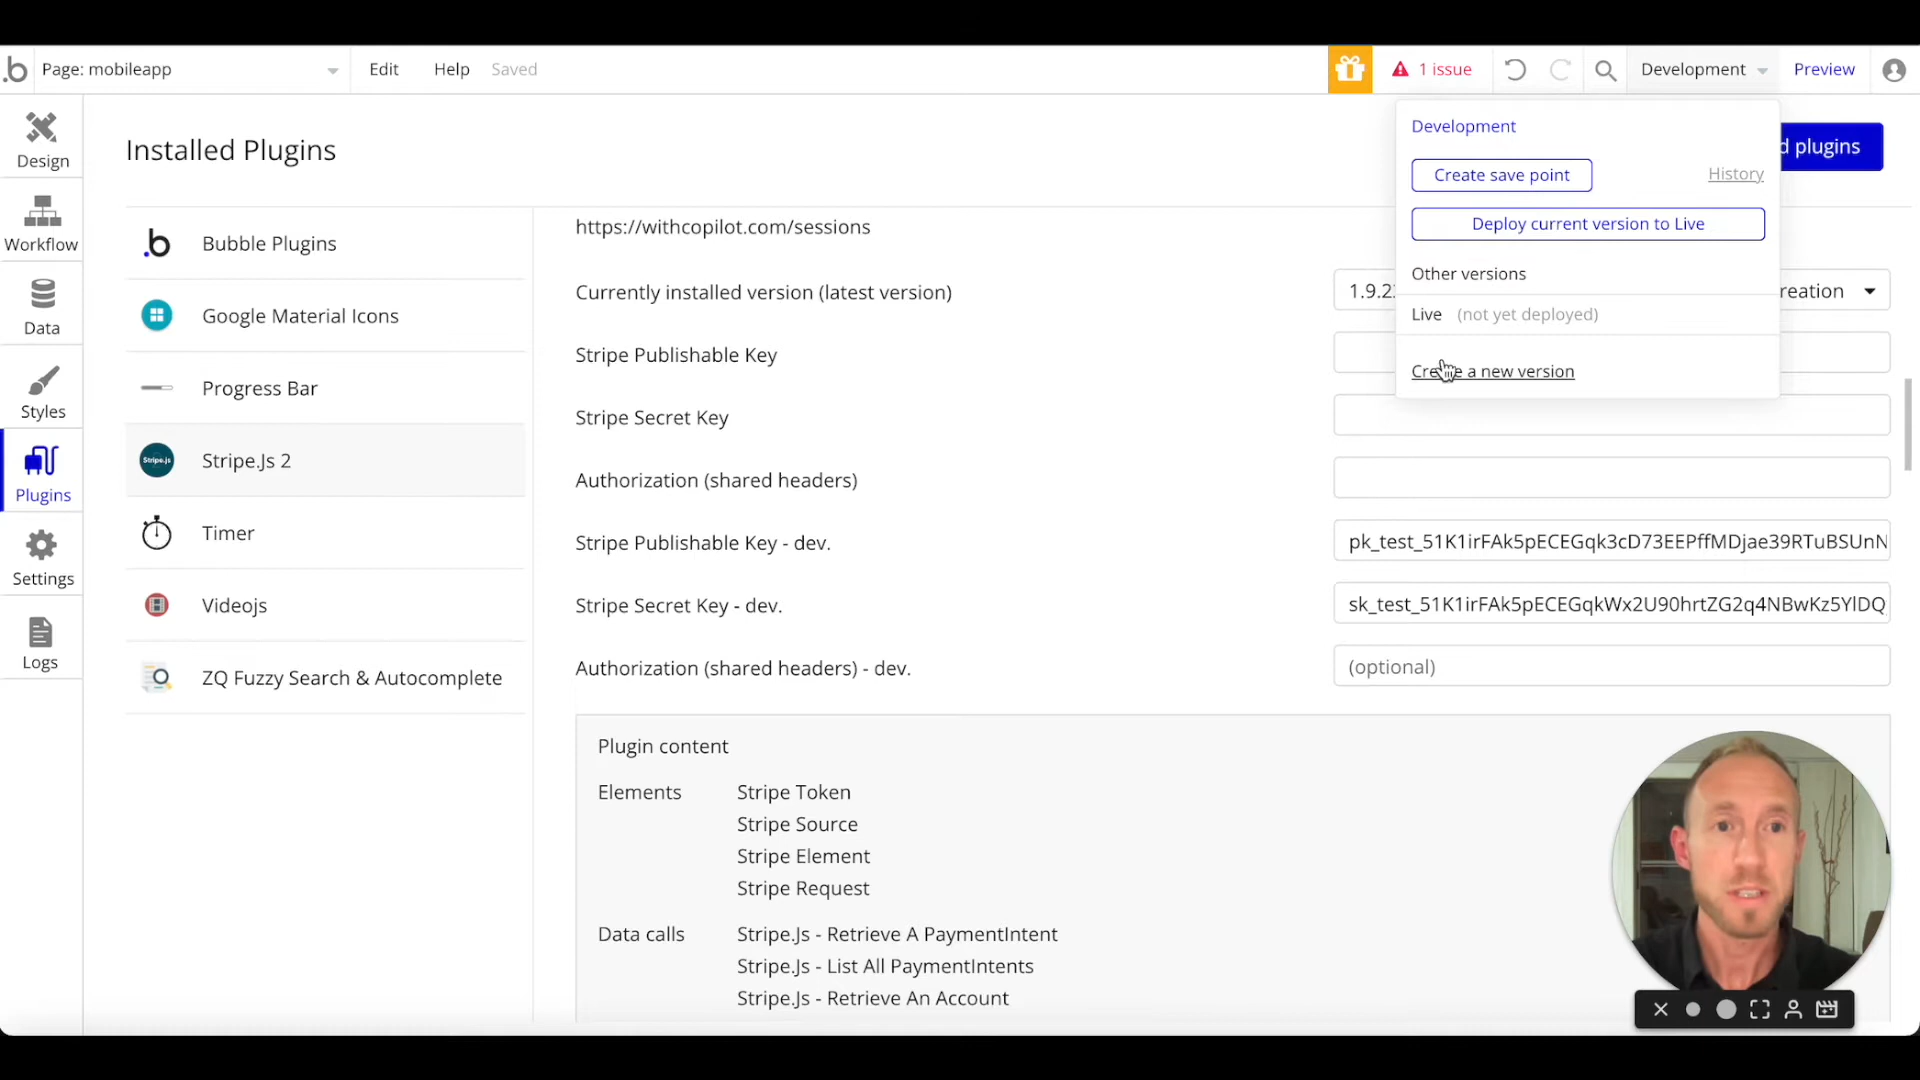 Page: mobileapp
Edit
Help
Saved
1 issue
Development
Preview
Design
Workflow
Data
Styles
Plugins
Settings
Logs
Installed Plugins
d plugins
Bubble Plugins
Google Material Icons
Progress Bar
Stripe.Js 2
Timer
Videojs
ZQ Fuzzy Search & Autocomplete
Development
Create save point
History
Deploy current version to Live
Other versions
Live (not yet deployed)
Create a new version
https://withcopilot.com/sessions
Currently installed version (latest version)
1.9.2
reation
Stripe Publishable Key
Stripe Secret Key
Authorization (shared headers)
Stripe Publishable Key - dev.
pk_test_51K1irFAk5pECEGqk3cD73EEPffMDjae39RTuBSUnN
Stripe Secret Key - dev.
sk_test_51K1irFAk5pECEGqkWx2U90hrtZG2q4NBwKz5YlDQ
Authorization (shared headers) - dev.
(optional)
Plugin content
Elements
Stripe Token
Stripe Source
Stripe Element
Stripe Request
Data calls
Stripe.Js - Retrieve A PaymentIntent
Stripe.Js - List All PaymentIntents
Stripe.Js - Retrieve An Account